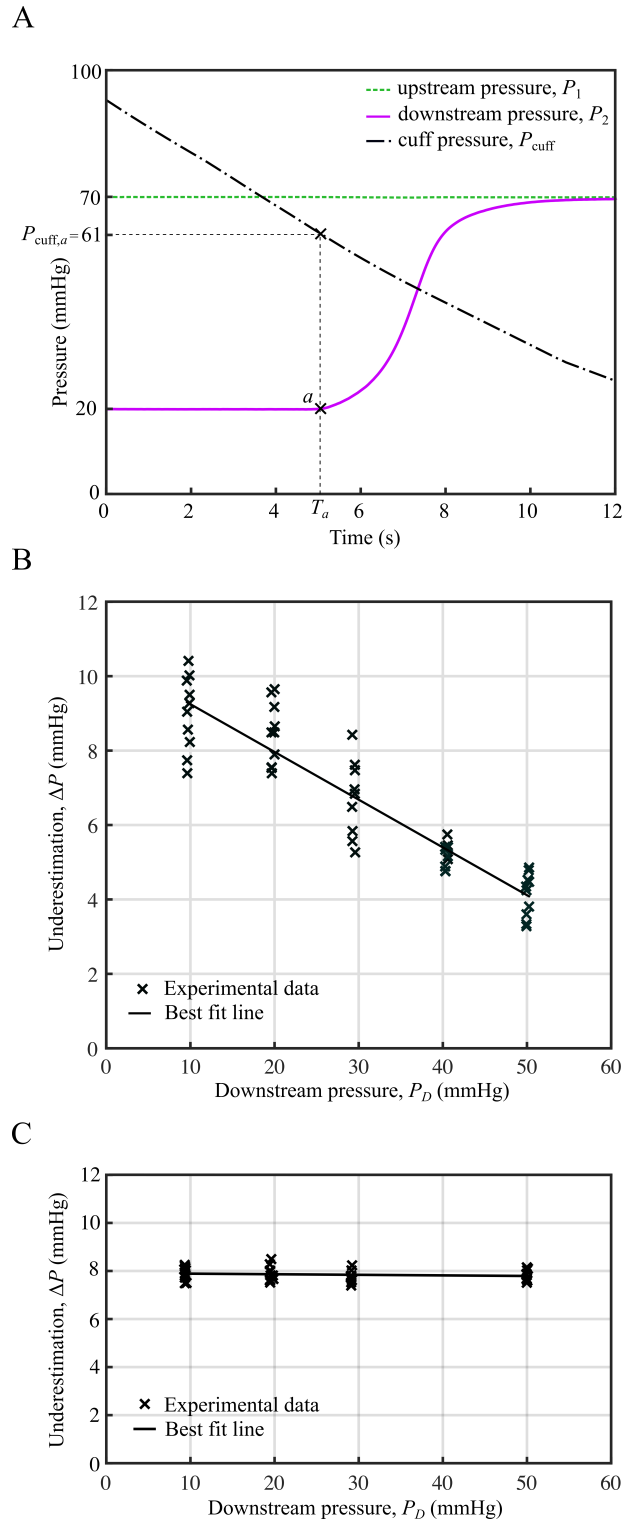 A
100
upstream pressure, P1
downstream pressure, P2
cuff pressure, Pcuff
70
Pcuff,a = 61
Pressure (mmHg)
a
20
0
0 2 4 Ta 6 8 10 12
Time (s)
B
12
10
8
6
4
2
0
Underestimation, ΔP (mmHg)
Experimental data
Best fit line
0 10 20 30 40 50 60
Downstream pressure, PD (mmHg)
C
12
10
8
6
4
2
0
Underestimation, ΔP (mmHg)
Experimental data
Best fit line
0 10 20 30 40 50 60
Downstream pressure, PD (mmHg)